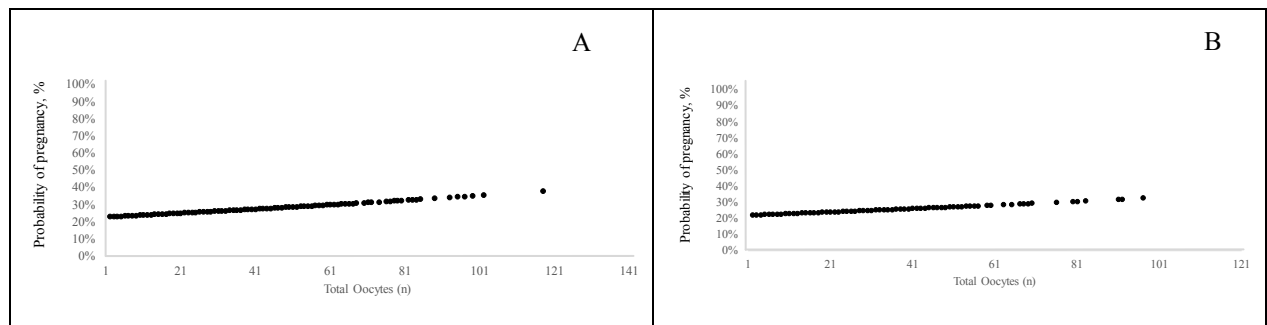 A
Probability of pregnancy, %
100%
90%
80%
70%
60%
50%
40%
30%
20%
10%
0%
1 21 41 61 81 101 121 141
Total Oocytes (n)
B
Probability of pregnancy, %
100%
90%
80%
70%
60%
50%
40%
30%
20%
10%
0%
1 21 41 61 81 101 121
Total Oocytes (n)